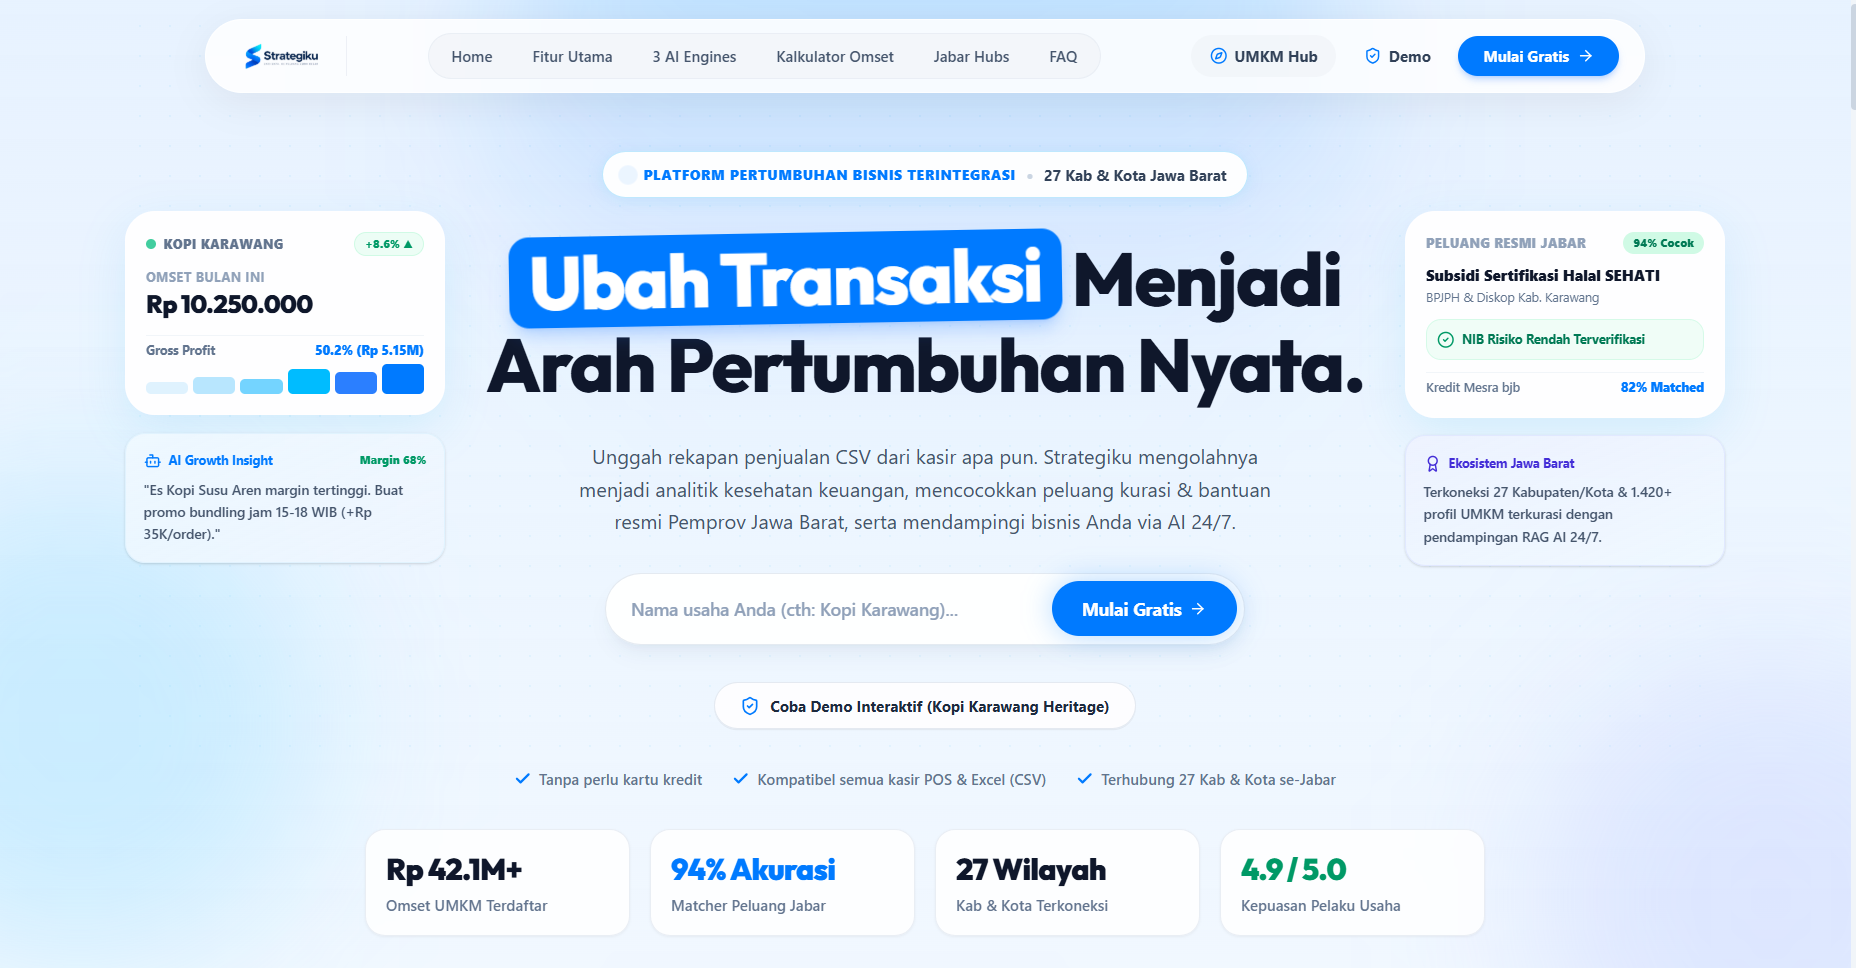 Strategiku
Home
Fitur Utama
3 AI Engines
Kalkulator Omset
Jabar Hubs
FAQ
UMKM Hub
Demo
Mulai Gratis →
PLATFORM PERTUMBUHAN BISNIS TERINTEGRASI • 27 Kab & Kota Jawa Barat
KOPI KARAWANG
+8.6% ▲
OMSET BULAN INI
Rp 10.250.000
Gross Profit
50.2% (Rp 5.15M)
AI Growth Insight
Margin 68%
"Es Kopi Susu Aren margin tertinggi. Buat
promo bundling jam 15-18 WIB (+Rp
35K/order)."
Ubah Transaksi Menjadi
Arah Pertumbuhan Nyata.
Unggah rekapan penjualan CSV dari kasir apa pun. Strategiku mengolahnya
menjadi analitik kesehatan keuangan, mencocokkan peluang kurasi & bantuan
resmi Pemprov Jawa Barat, serta mendampingi bisnis Anda via AI 24/7.
Nama usaha Anda (cth: Kopi Karawang)...
Mulai Gratis →
Coba Demo Interaktif (Kopi Karawang Heritage)
Tanpa perlu kartu kredit
Kompatibel semua kasir POS & Excel (CSV)
Terhubung 27 Kab & Kota se-Jabar
PELUANG RESMI JABAR
94% Cocok
Subsidi Sertifikasi Halal SEHATI
BPJPH & Diskop Kab. Karawang
NIB Risiko Rendah Terverifikasi
Kredit Mesra bjb
82% Matched
Ekosistem Jawa Barat
Terkoneksi 27 Kabupaten/Kota & 1.420+
profil UMKM terkurasi dengan
pendampingan RAG AI 24/7.
Rp 42.1M+
Omset UMKM Terdaftar
94% Akurasi
Matcher Peluang Jabar
27 Wilayah
Kab & Kota Terkoneksi
4.9 / 5.0
Kepuasan Pelaku Usaha